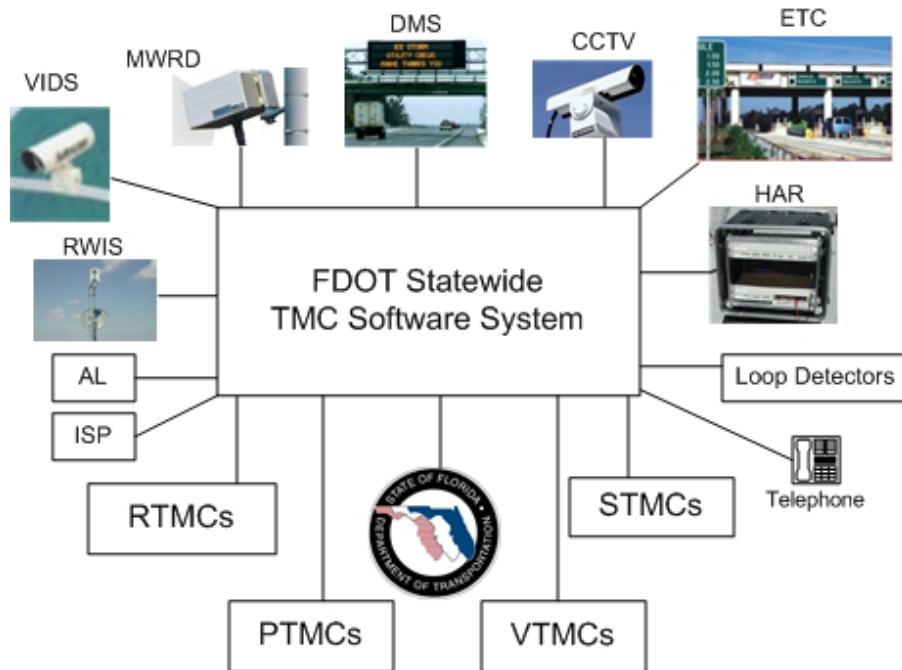 DMS
ETC
MWRD
CCTV
VIDS
HAR
RWIS
FDOT Statewide
TMC Software System
AL
Loop Detectors
ISP
RTMCs
STATE OF FLORIDA
DEPARTMENT OF TRANSPORTATION
STMCs
Telephone
PTMCs
VTMCs